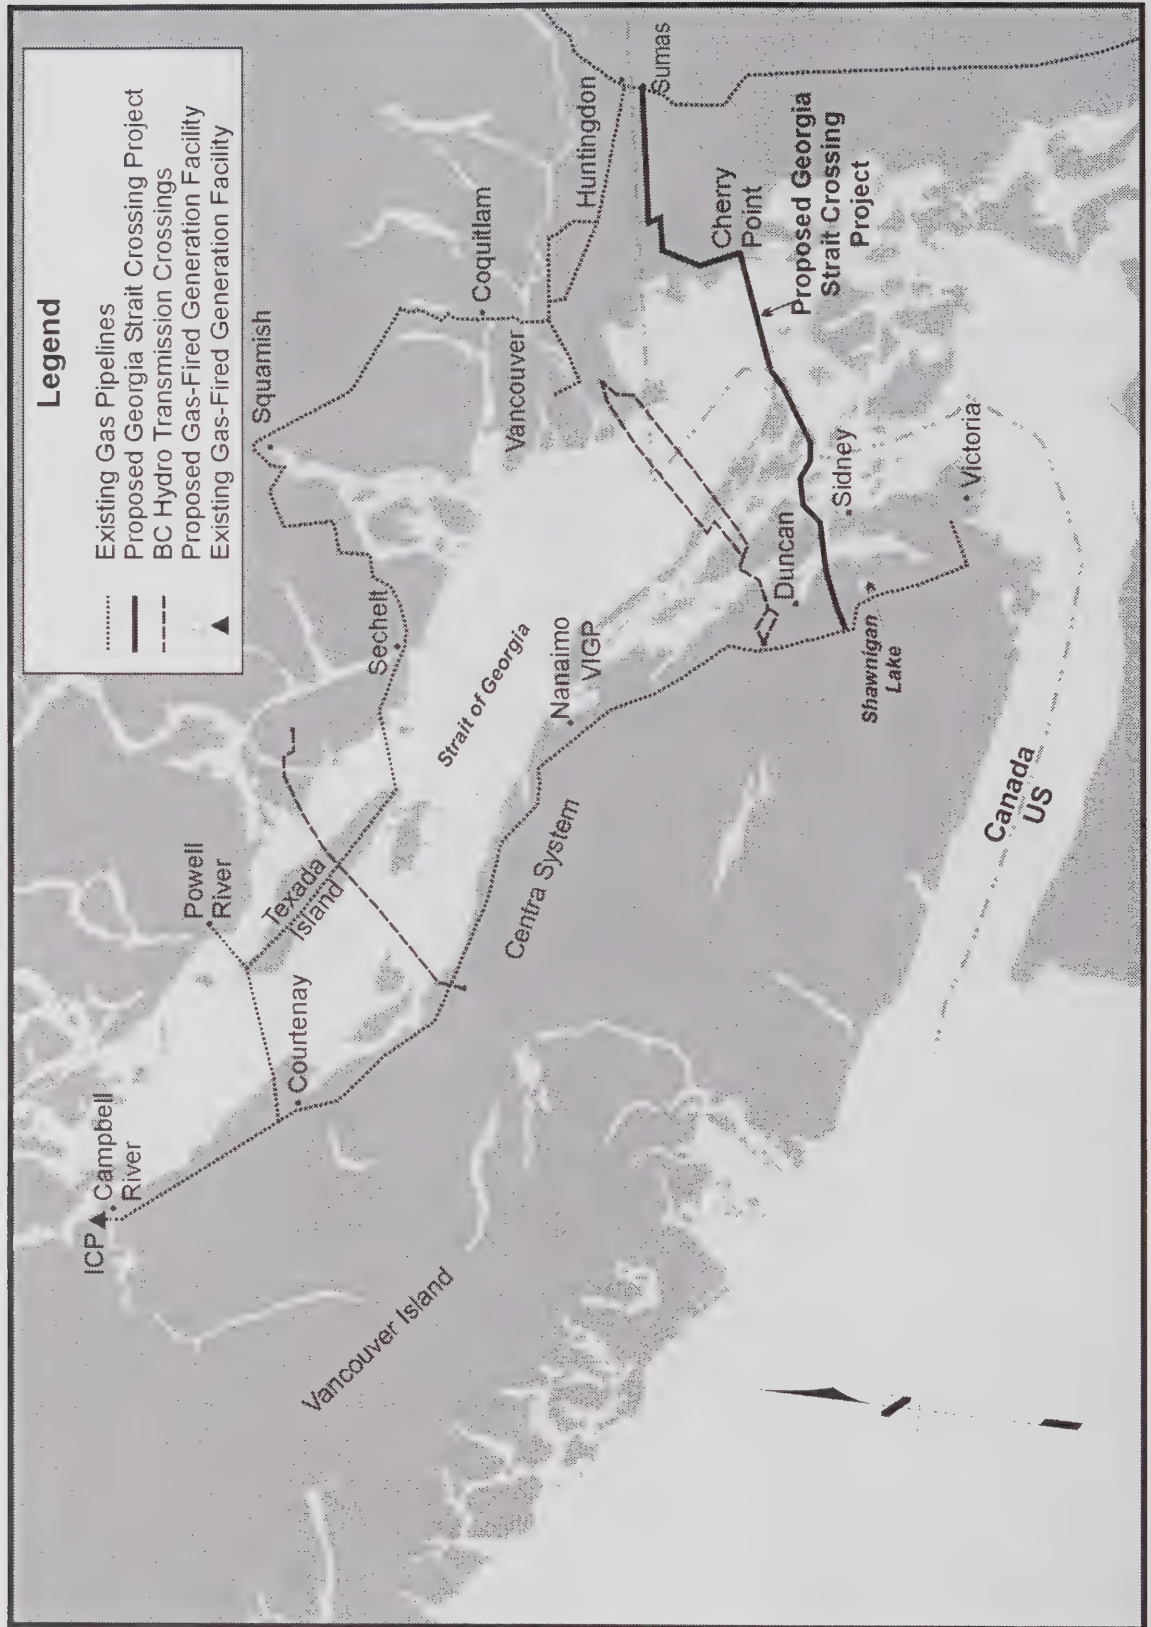 Legend
Existing Gas Pipelines
Proposed Georgia Strait Crossing Project
BC Hydro Transmission Crossings
Proposed Gas-Fired Generation Facility
Existing Gas-Fired Generation Facility
ICP
Campbell
River
Courtenay
Powell
River
Texada
Island
Sechelt
Squamish
Coquitlam
Vancouver
Huntingdon
Sumas
Strait of Georgia
Vancouver Island
Centra System
Nanaimo
VIGP
Duncan
Sidney
Cherry
Point
Proposed Georgia
Strait Crossing
Project
Shawnigan
Lake
Victoria
Canada
US